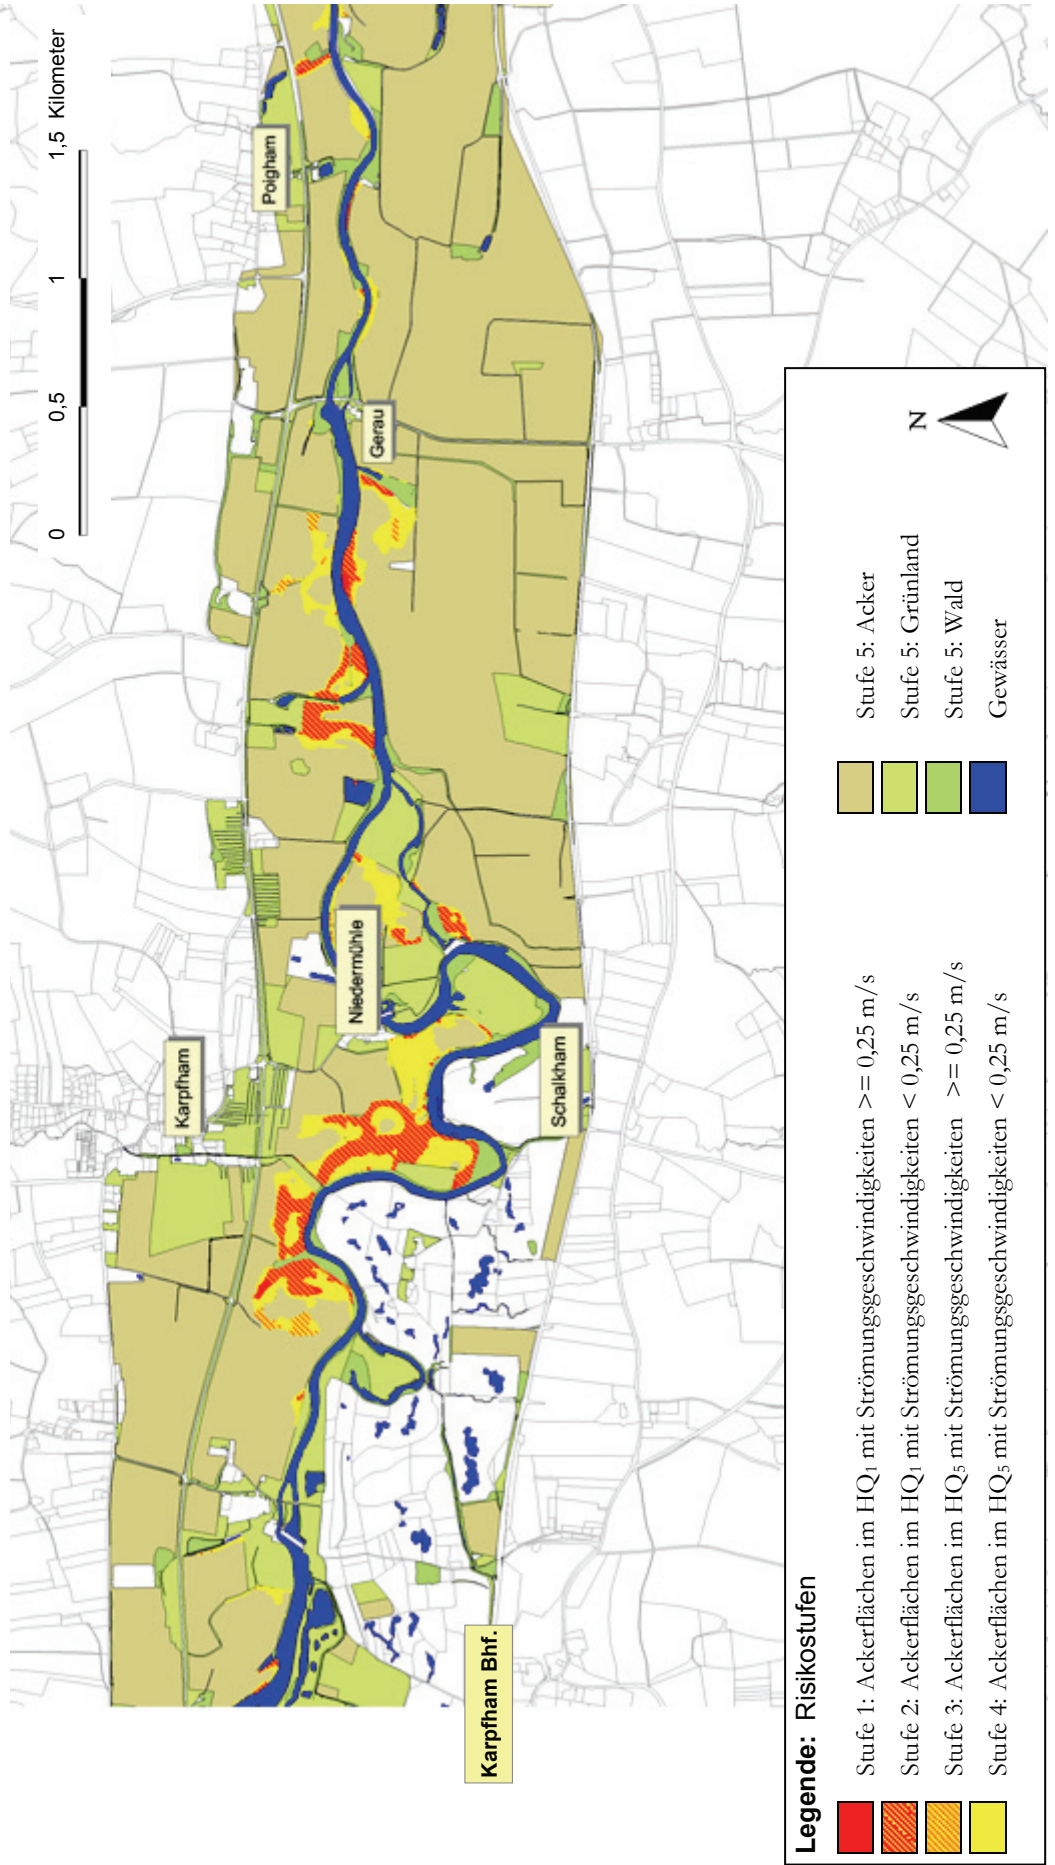 0 0,5 1 1,5 Kilometer
Poigham
Karpfham
Gerau
Niedermühle
Schalkham
Karpfham Bhf.
Legende: Risikostufen
Stufe 1: Ackerflächen im HQ1 mit Strömungsgeschwindigkeiten >= 0,25 m/s
Stufe 2: Ackerflächen im HQ1 mit Strömungsgeschwindigkeiten < 0,25 m/s
Stufe 3: Ackerflächen im HQ5 mit Strömungsgeschwindigkeiten >= 0,25 m/s
Stufe 4: Ackerflächen im HQ5 mit Strömungsgeschwindigkeiten < 0,25 m/s
Stufe 5: Acker
Stufe 5: Grünland
Stufe 5: Wald
Gewässer
N